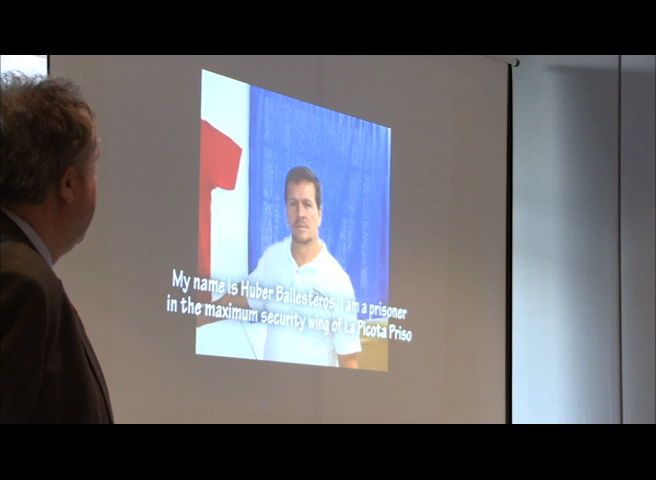 My name is Huber Ballesteros, I am a prisoner
in the maximum security wing of La Picota Priso